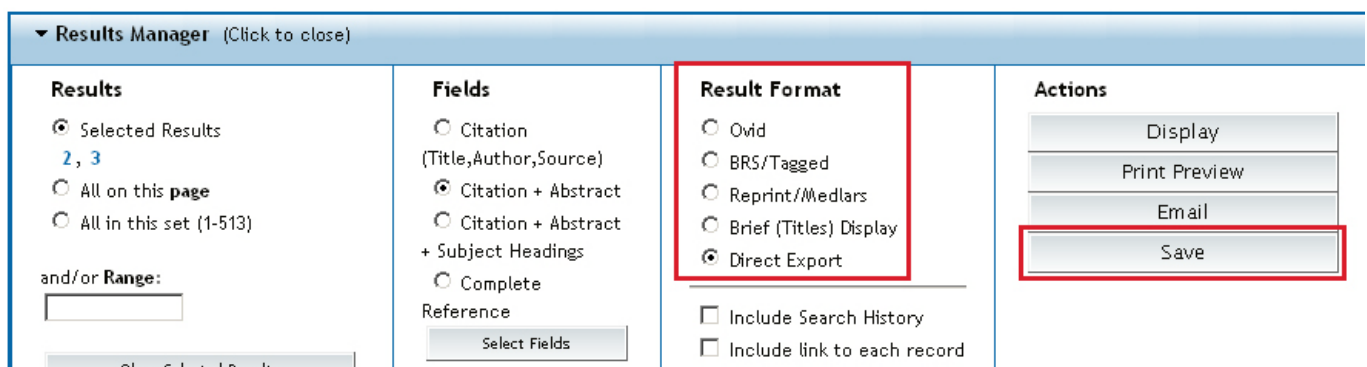 Results Manager (Click to close)
Results
Selected Results
2, 3
All on this page
All in this set (1-513)
and/or Range:
Fields
Citation
(Title,Author,Source)
Citation + Abstract
Citation + Abstract
+ Subject Headings
Complete
Reference
Select Fields
Result Format
Ovid
BRS/Tagged
Reprint/Medlars
Brief (Titles) Display
Direct Export
Include Search History
Include link to each record
Actions
Display
Print Preview
Email
Save